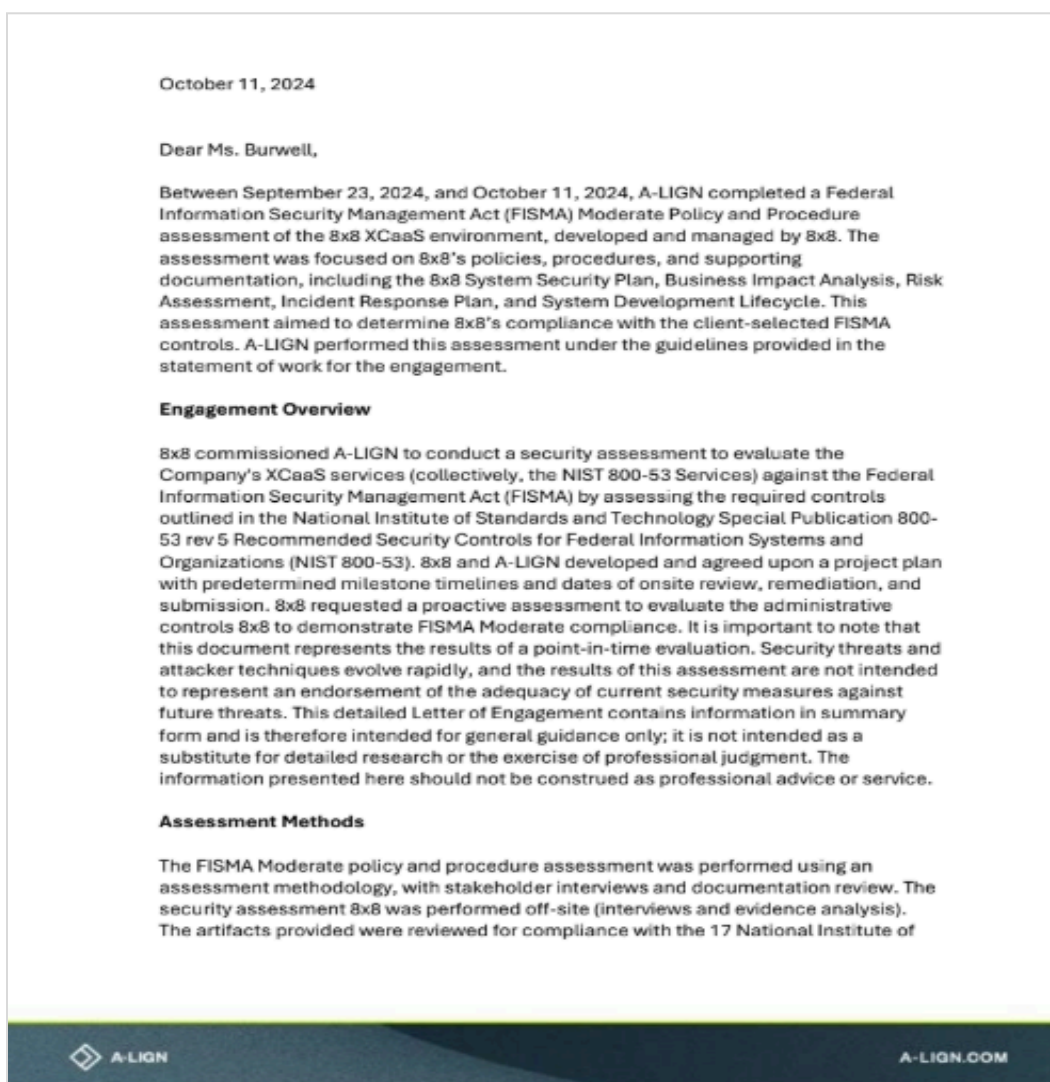 October 11, 2024
Dear Ms. Burwell,
Between September 23, 2024, and October 11, 2024, A-LIGN completed a Federal
Information Security Management Act (FISMA) Moderate Policy and Procedure
assessment of the 8x8 XCaaS environment, developed and managed by 8x8. The
assessment was focused on 8x8's policies, procedures, and supporting
documentation, including the 8x8 System Security Plan, Business Impact Analysis, Risk
Assessment, Incident Response Plan, and System Development Lifecycle. This
assessment aimed to determine 8x8's compliance with the client-selected FISMA
controls. A-LIGN performed this assessment under the guidelines provided in the
statement of work for the engagement.
Engagement Overview
8x8 commissioned A-LIGN to conduct a security assessment to evaluate the
Company's XCaaS services (collectively, the NIST 800-53 Services) against the Federal
Information Security Management Act (FISMA) by assessing the required controls
outlined in the National Institute of Standards and Technology Special Publication 800-
53 rev 5 Recommended Security Controls for Federal Information Systems and
Organizations (NIST 800-53). 8x8 and A-LIGN developed and agreed upon a project plan
with predetermined milestone timelines and dates of onsite review, remediation, and
submission. 8x8 requested a proactive assessment to evaluate the administrative
controls 8x8 to demonstrate FISMA Moderate compliance. It is important to note that
this document represents the results of a point-in-time evaluation. Security threats and
attacker techniques evolve rapidly, and the results of this assessment are not intended
to represent an endorsement of the adequacy of current security measures against
future threats. This detailed Letter of Engagement contains information in summary
form and is therefore intended for general guidance only; it is not intended as a
substitute for detailed research or the exercise of professional judgment. The
information presented here should not be construed as professional advice or service.
Assessment Methods
The FISMA Moderate policy and procedure assessment was performed using an
assessment methodology, with stakeholder interviews and documentation review. The
security assessment 8x8 was performed off-site (interviews and evidence analysis).
The artifacts provided were reviewed for compliance with the 17 National Institute of
A-LIGN
A-LIGN.COM